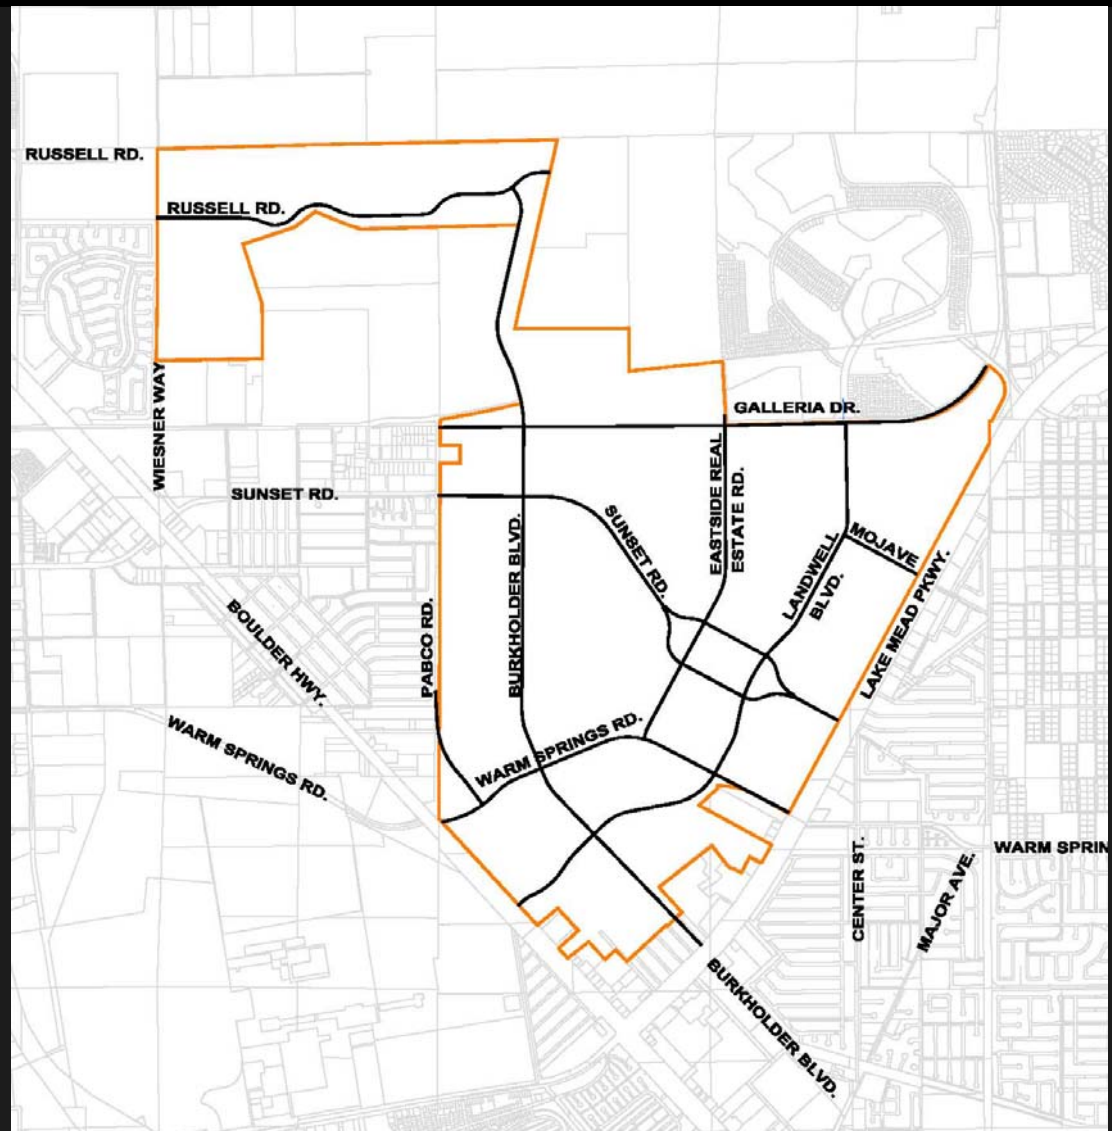 RUSSELL RD.
RUSSELL RD.
WIESNER WAY
GALLERIA DR.
SUNSET RD.
EASTSIDE REAL
ESTATE RD.
SUNSET RD.
BURKHOLDER BLVD.
LANDWELL
BLVD.
MOJAVE
LAKE MEAD PKWY.
PABCO RD.
BOULDER HWY.
WARM SPRINGS RD.
WARM SPRINGS RD.
CENTER ST.
MAJOR AVE.
WARM SPRIN
BURKHOLDER BLVD.